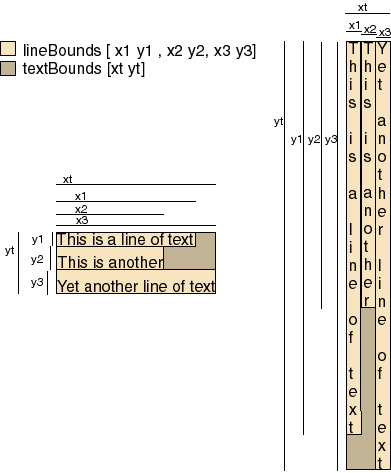 lineBounds [ x1 y1 , x2 y2, x3 y3]
textBounds [xt yt]
xt
x1
x2
x3
yt
y1
This is a line of text
y2
This is another
y3
Yet another line of text
xt
x1
x2
x3
yt
y1
y2
y3
This is a line of text
This is another
Yet another line of text